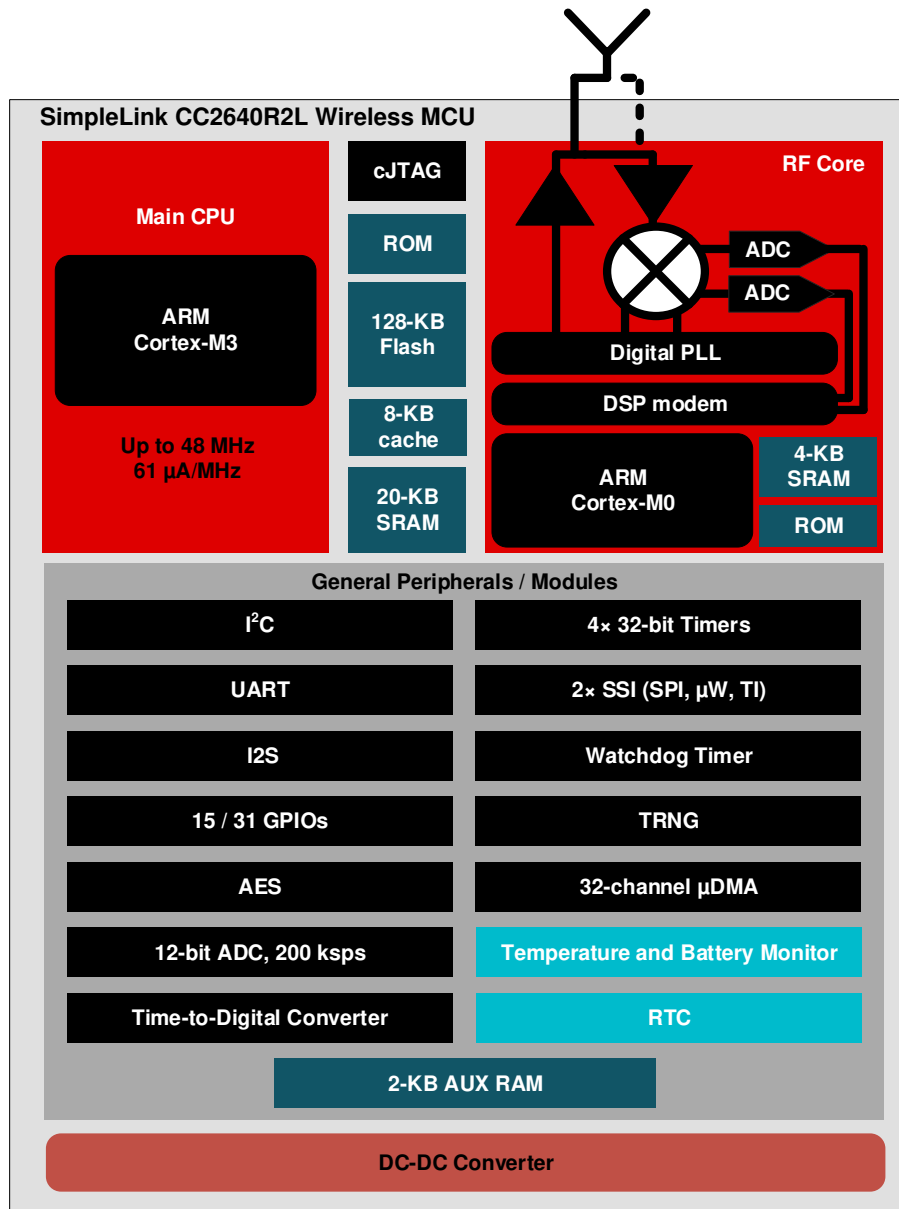 SimpleLink CC2640R2L Wireless MCU
Main CPU
ARM
Cortex-M3
Up to 48 MHz
61 µA/MHz
cJTAG
ROM
128-KB
Flash
8-KB
cache
20-KB
SRAM
RF Core
ADC
ADC
Digital PLL
DSP modem
ARM
Cortex-M0
4-KB
SRAM
ROM
General Peripherals / Modules
I²C
4× 32-bit Timers
UART
2× SSI (SPI, µW, TI)
I2S
Watchdog Timer
15 / 31 GPIOs
TRNG
AES
32-channel µDMA
12-bit ADC, 200 ksps
Temperature and Battery Monitor
Time-to-Digital Converter
RTC
2-KB AUX RAM
DC-DC Converter